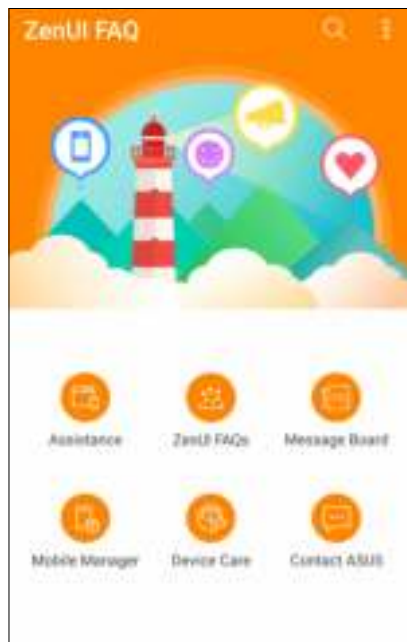 ZenUI FAQ
Assistance
ZenUI FAQs
Message Board
Mobile Manager
Device Care
Contact ASUS